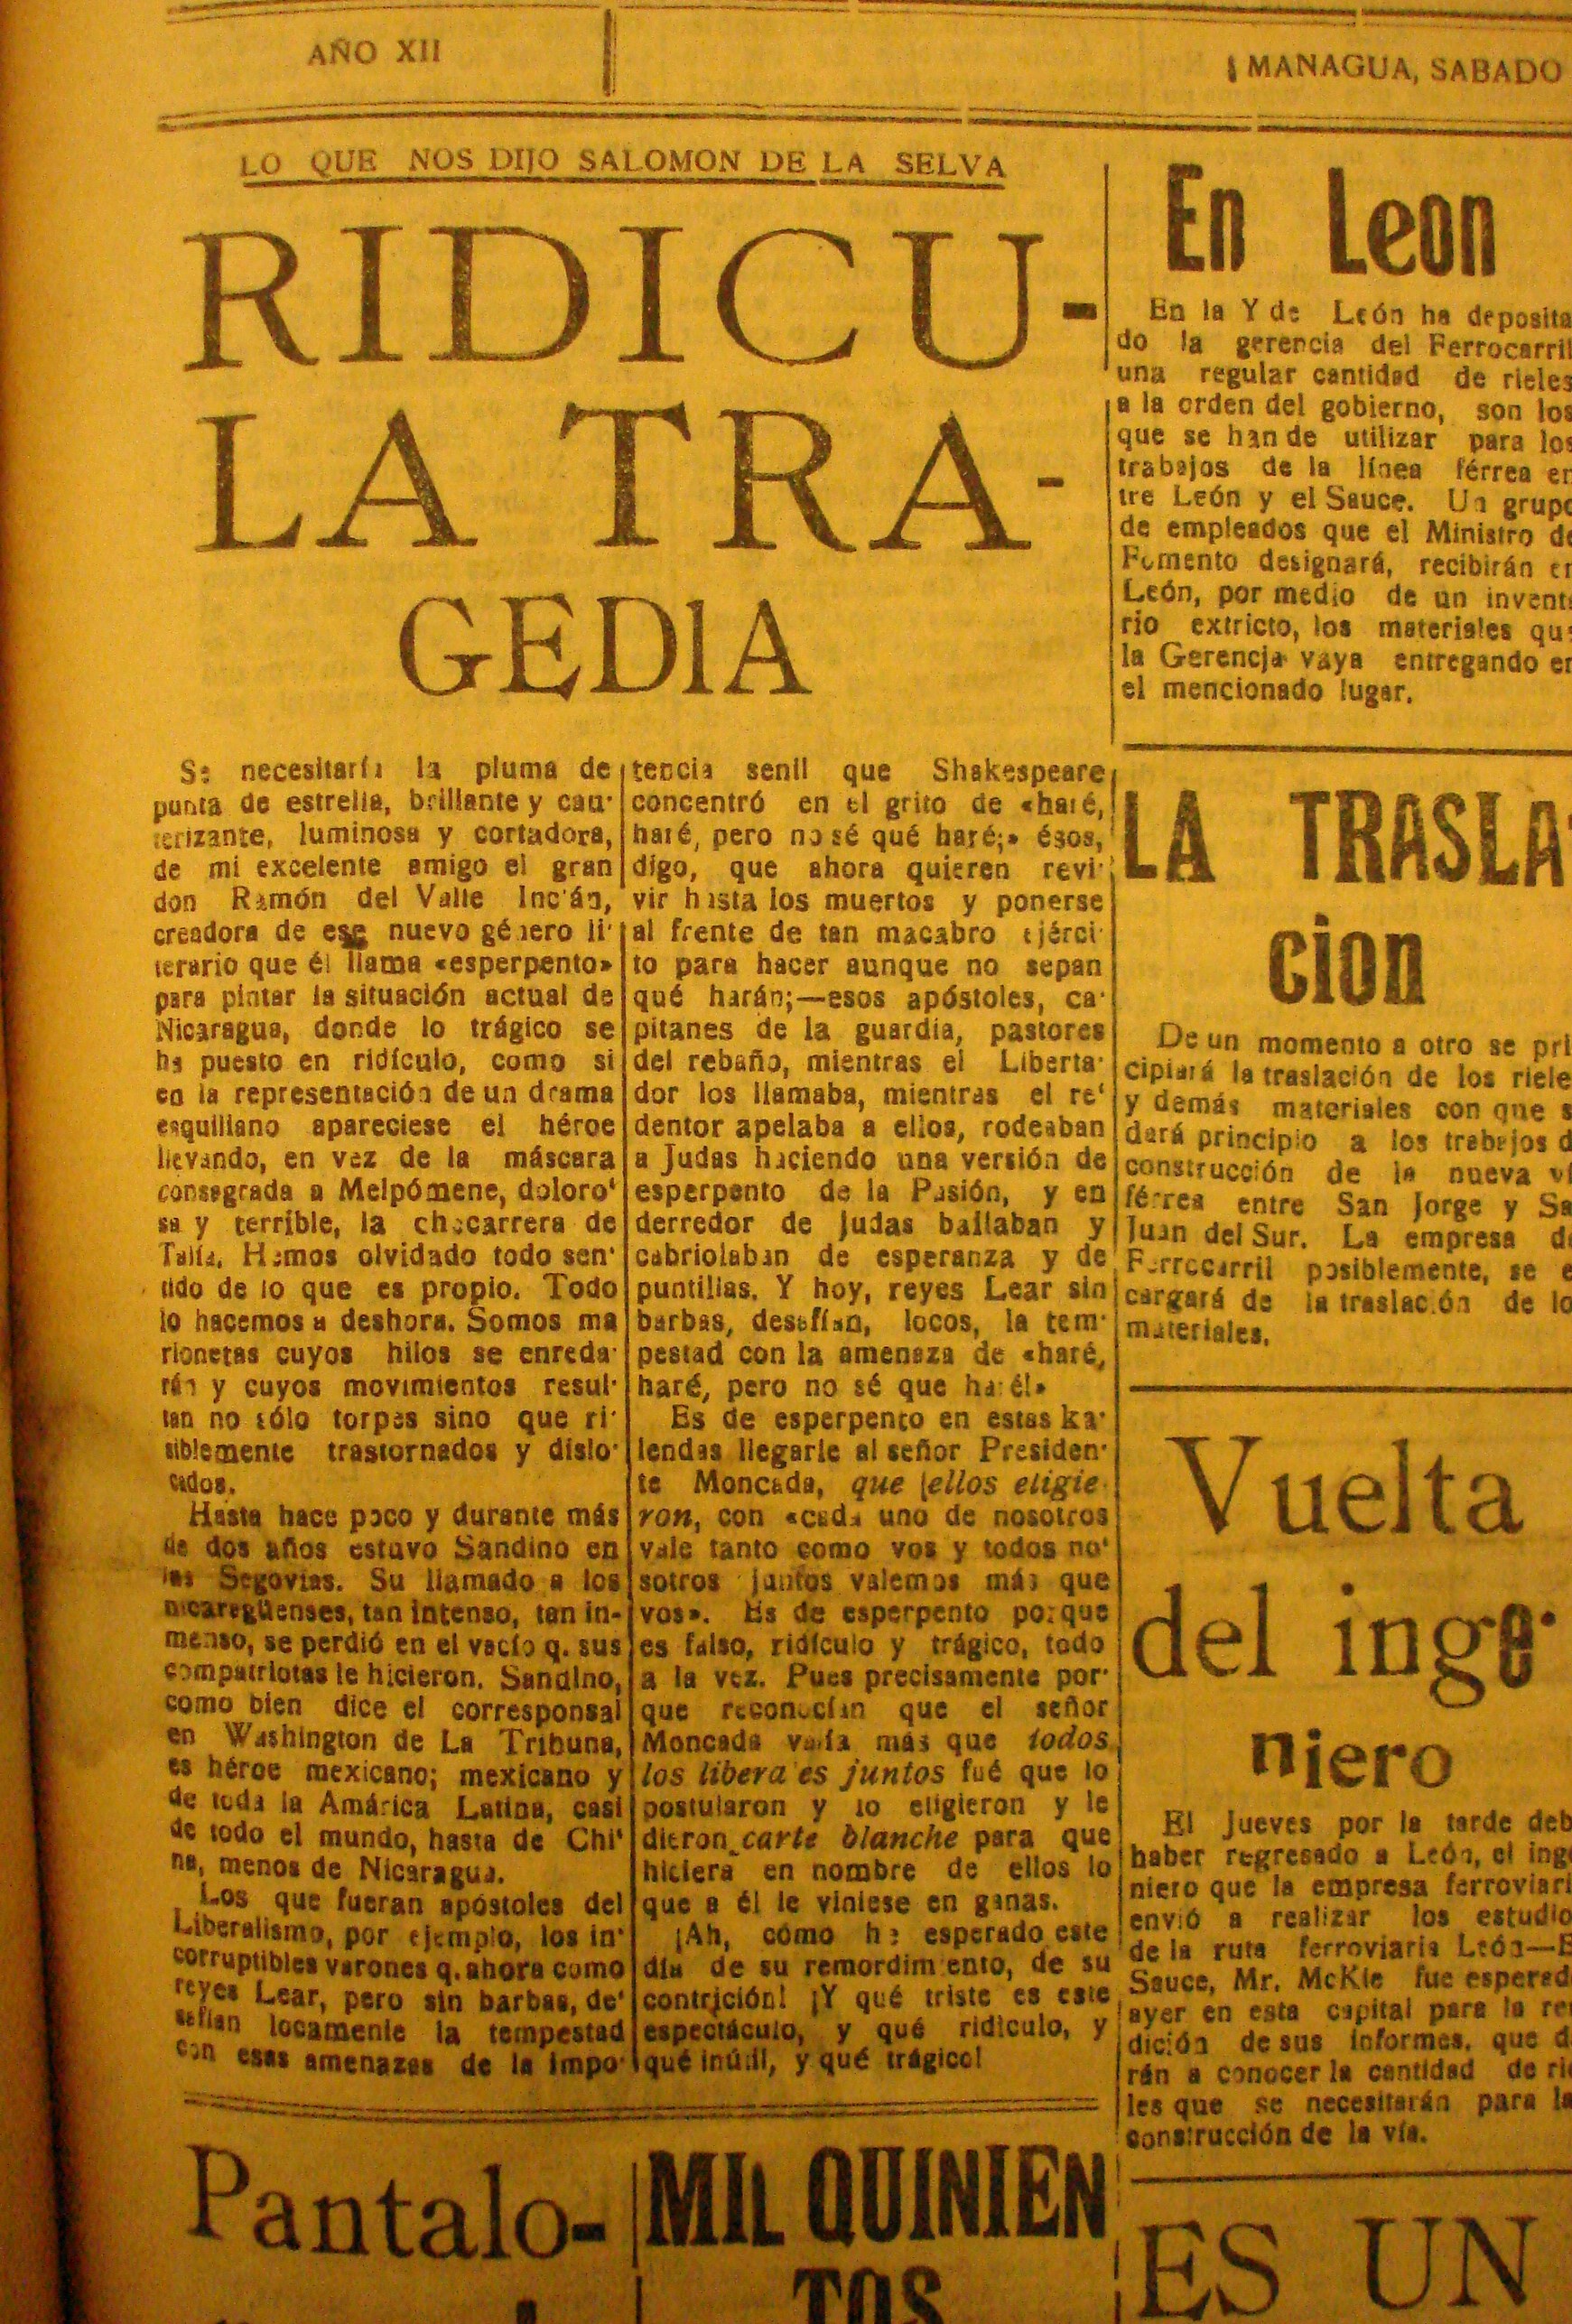 AÑO XII
¡ MANAGUA, SABADO
LO QUE NOS DIJO SALOMON DE LA SELVA
RIDICU-
LA TRA-
GEDIA
Se necesitaría la pluma de
punta de estrella, brillante y cau-
terizante, luminosa y cortadora,
de mi excelente amigo el gran
don Ramón del Valle Inclán,
creadora de ese nuevo género li-
terario que él llama «esperpento»
para pintar la situación actual de
Nicaragua, donde lo trágico se
ha puesto en ridículo, como si
en la representación de un drama
esquiliano apareciese el héroe
llevando, en vez de la máscara
consagrada a Melpómene, doloro-
sa y terrible, la chocarrera de
Talía. Hemos olvidado todo sen-
tido de lo que es propio. Todo
lo hacemos a deshora. Somos ma
rionetas cuyos hilos se enreda-
rán y cuyos movimientos resul-
tan no sólo torpes sino que ri-
siblemente trastornados y dislo-
cados.
Hasta hace poco y durante más
de dos años estuvo Sandino en
las Segovias. Su llamado a los
nicaragüenses, tan intenso, tan in-
menso, se perdió en el vacío q. sus
compatriotas le hicieron. Sandino,
como bien dice el corresponsal
en Washington de La Tribuna,
es héroe mexicano; mexicano y
de toda la Amárica Latina, casi
de todo el mundo, hasta de Chi-
na, menos de Nicaragua.
Los que fueran apóstoles del
Liberalismo, por ejemplo, los in-
corruptibles varones q. ahora como
reyes Lear, pero sin barbas, de-
safían locamente la tempestad
con esas amenazas de la impo-
tencia senil que Shakespeare
concentró en el grito de «haré,
haré, pero no sé qué haré;» ésos,
digo, que ahora quieren revi-
vir hasta los muertos y ponerse
al frente de tan macabro ejérci-
to para hacer aunque no sepan
qué harán;—esos apóstoles, ca-
pitanes de la guardia, pastores
del rebaño, mientras el Liberta-
dor los llamaba, mientras el re-
dentor apelaba a ellos, rodeaban
a Judas haciendo una versión de
esperpento de la Pasión, y en
derredor de judas bailaban y
cabriolaban de esperanza y de
puntillas. Y hoy, reyes Lear sin
barbas, desafían, locos, la tem-
pestad con la amenaza de «haré,
haré, pero no sé que haré!»
Es de esperpento en estas ka-
lendas llegarle al señor Presiden-
te Moncada, que ellos eligie-
ron, con «cada uno de nosotros
vale tanto como vos y todos no-
sotros juntos valemos más que
vos». Es de esperpento porque
es falso, ridículo y trágico, todo
a la vez. Pues precisamente por-
que reconocían que el señor
Moncada valía más que todos
los liberales juntos fué que lo
postularon y lo eligieron y le
dieron carte blanche para que
hiciera en nombre de ellos lo
que a él le viniese en ganas.
¡Ah, cómo he esperado este
día de su remordimiento, de su
contrición! ¡Y qué triste es este
espectáculo, y qué ridículo, y
qué inútil, y qué trágico!
En Leon
En la Y de León ha deposita
do la gerencia del Ferrocarril
una regular cantidad de rieles
a la orden del gobierno, son los
que se han de utilizar para los
trabajos de la línea férrea en
tre León y el Sauce. Un grupo
de empleados que el Ministro de
Fomento designará, recibirán en
León, por medio de un inventa
rio extricto, los materiales que
la Gerencia vaya entregando en
el mencionado lugar.
LA TRASLA-
cion
De un momento a otro se pri
cipiará la traslación de los riele
y demás materiales con que s
dará principio a los trabajos d
construcción de la nueva ví
férrea entre San Jorge y Sa
Juan del Sur. La empresa de
Ferrocarril posiblemente, se e
cargará de la traslación de lo
materiales.
Vuelta
del inge-
niero
El Jueves por la tarde deb
haber regresado a León, el inge
niero que la empresa ferroviari
envió a realizar los estudio
de la ruta ferroviaria León—E
Sauce, Mr. McKie fue esperad
ayer en esta capital para la re
dición de sus informes. que d
rán a conocer la cantidad de rie
les que se necesitarán para la
construcción de la vía.
Pantalo-
MIL QUINIEN
TOS
ES UN